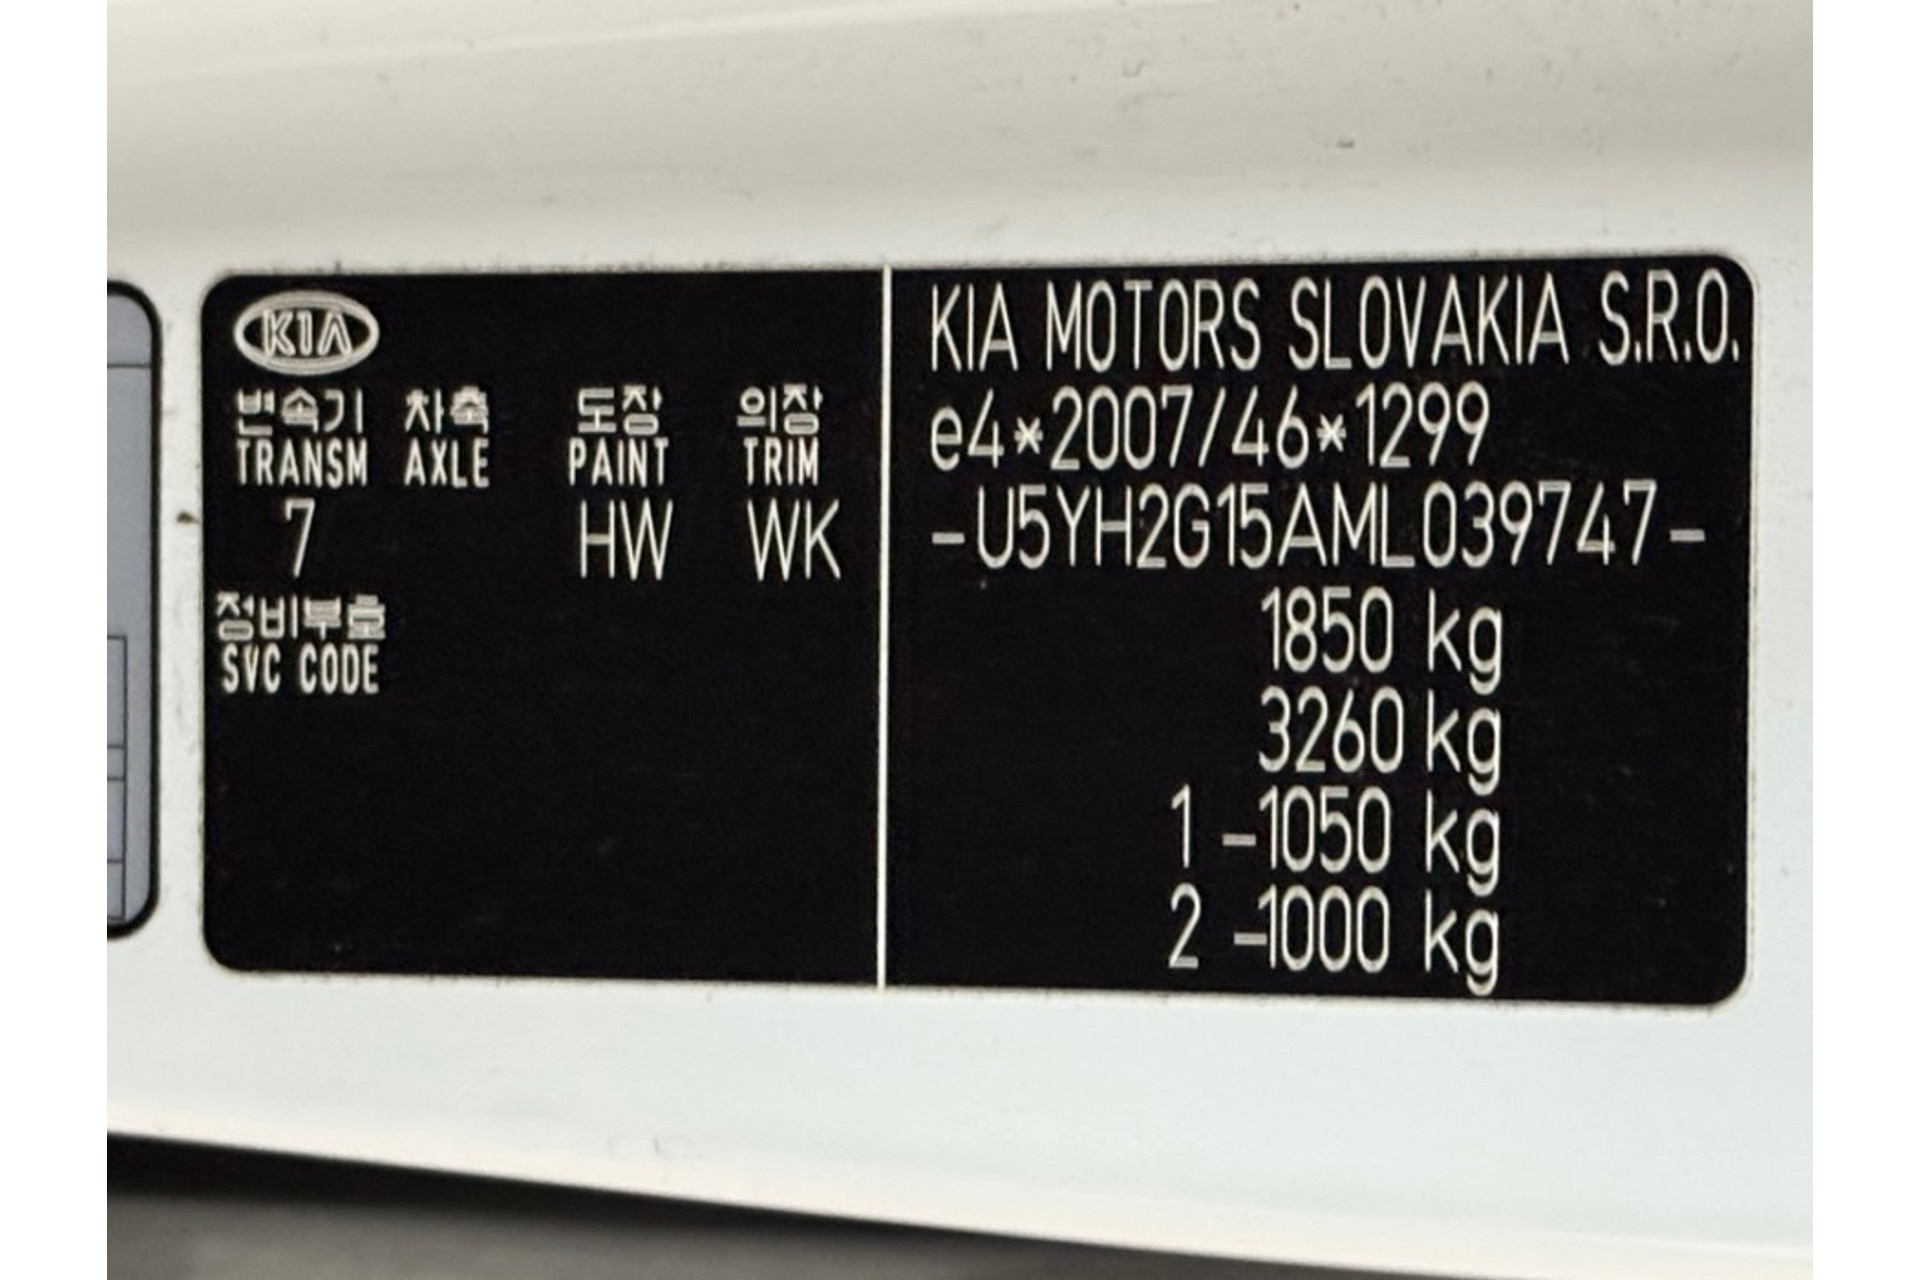 KIA
변속기 차축 도장 의장
TRANSM AXLE PAINT TRIM
7 HW WK
정비부호
SVC CODE
KIA MOTORS SLOVAKIA S.R.O.
e4*2007/46*1299
-U5YH2G15AML039747-
1850 kg
3260 kg
1 -1050 kg
2 -1000 kg